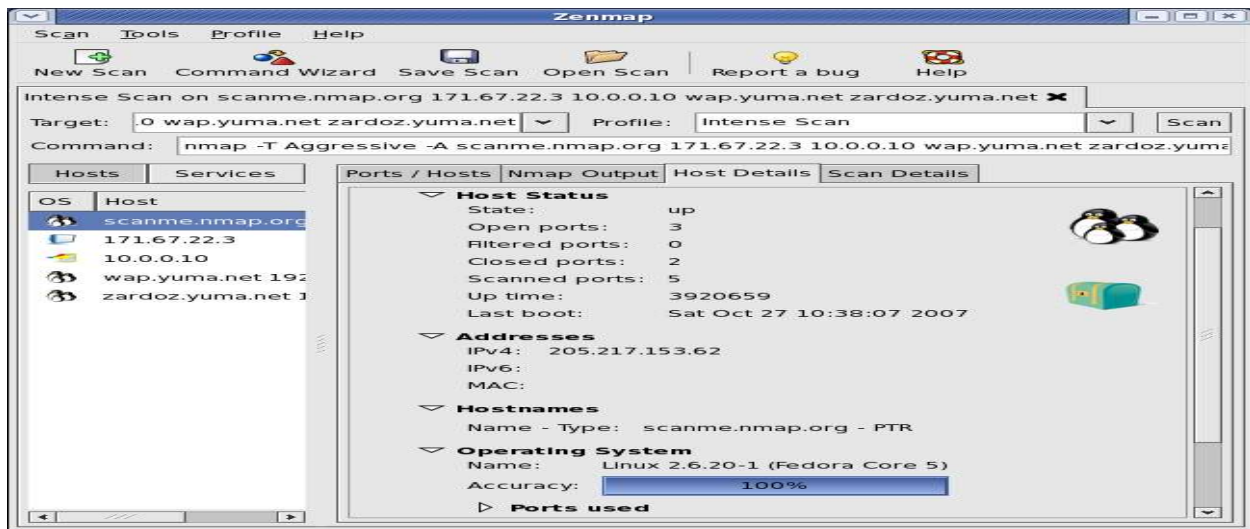 Zenmap
Scan Tools Profile Help
New Scan Command Wizard Save Scan Open Scan Report a bug Help
Intense Scan on scanme.nmap.org 171.67.22.3 10.0.0.10 wap.yuma.net zardoz.yuma.net
Target: .0 wap.yuma.net zardoz.yuma.net Profile: Intense Scan Scan
Command: nmap -T Aggressive -A scanme.nmap.org 171.67.22.3 10.0.0.10 wap.yuma.net zardoz.yuma
Hosts Services
OS Host
scanme.nmap.org
171.67.22.3
10.0.0.10
wap.yuma.net 192
zardoz.yuma.net 1
Ports / Hosts Nmap Output Host Details Scan Details
Host Status
State: up
Open ports: 3
Filtered ports: 0
Closed ports: 2
Scanned ports: 5
Up time: 3920659
Last boot: Sat Oct 27 10:38:07 2007
Addresses
IPv4: 205.217.153.62
IPv6:
MAC:
Hostnames
Name - Type: scanme.nmap.org - PTR
Operating System
Name: Linux 2.6.20-1 (Fedora Core 5)
Accuracy: 100%
Ports used